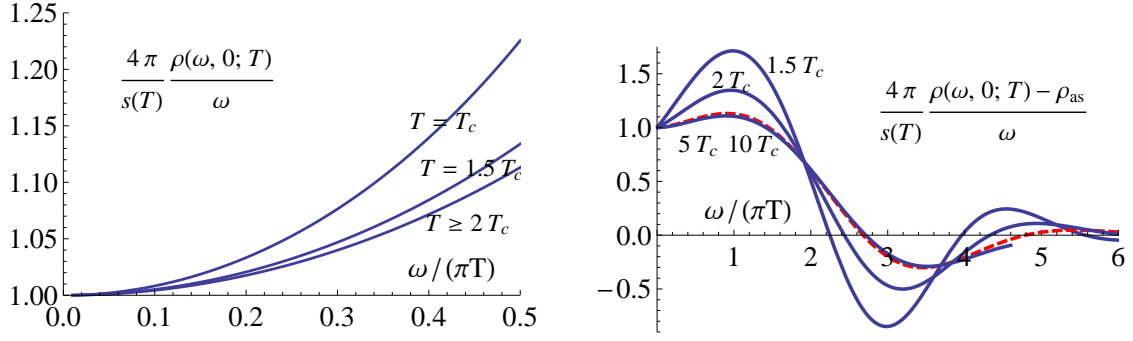 1.25
1.20
1.15
1.10
1.05
1.00
4 π ρ(ω, 0; T)
s(T) ω
T = T_c
T = 1.5 T_c
T ≥ 2 T_c
ω / (πT)
0.0 0.1 0.2 0.3 0.4 0.5
1.5
1.0
0.5
0.0
−0.5
1.5 T_c
2 T_c
5 T_c 10 T_c
4 π ρ(ω, 0; T) − ρ_as
s(T) ω
ω / (πT)
1 2 3 4 5 6